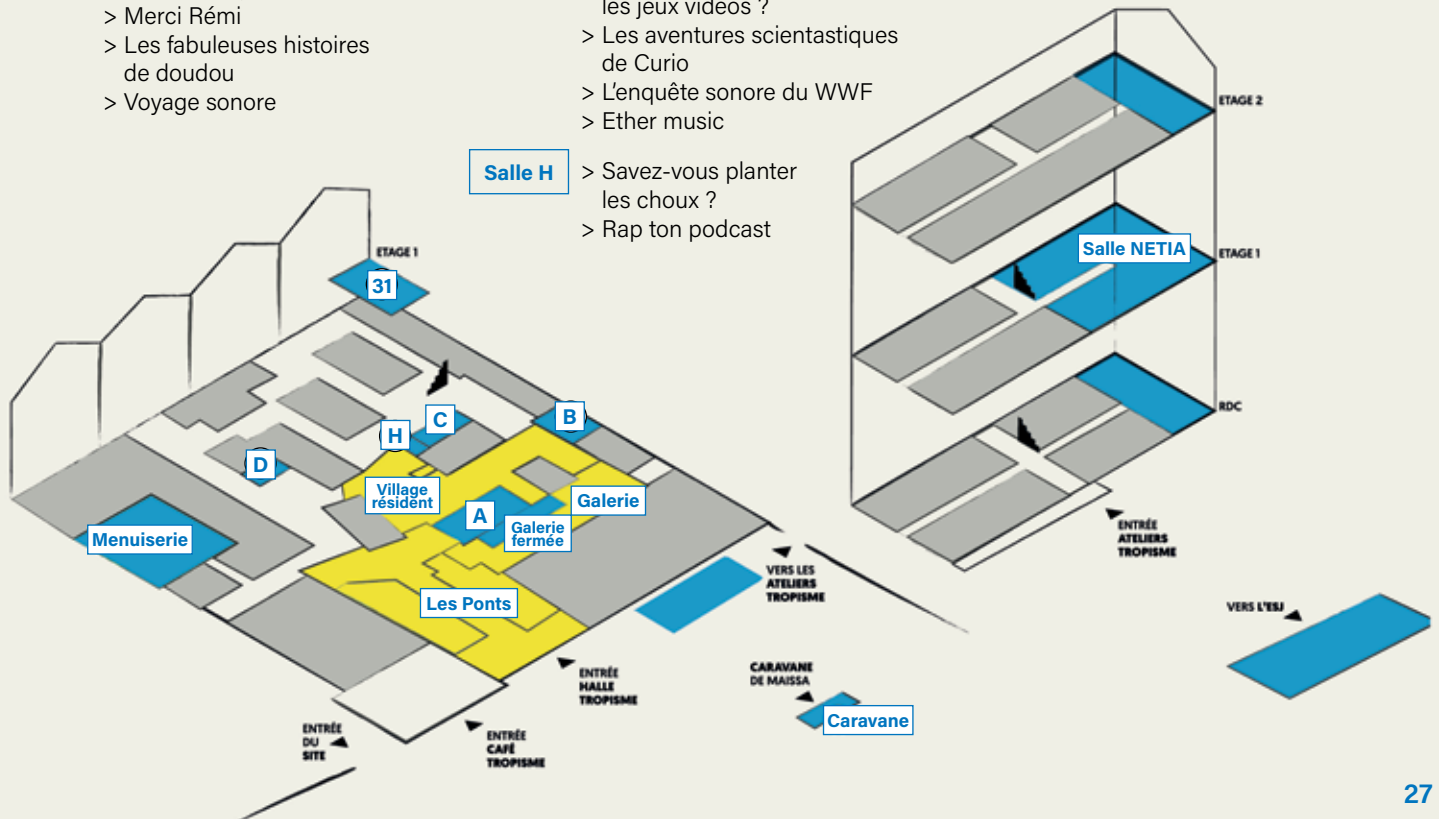 > Merci Rémi
> Les fabuleuses histoires
de doudou
> Voyage sonore
les jeux vidéos ?
> Les aventures scientastiques
de Curio
> L'enquête sonore du WWF
> Ether music
Salle H
> Savez-vous planter
les choux ?
> Rap ton podcast
ETAGE 2
Salle NETIA
ETAGE 1
RDC
ENTRÉE
ATELIERS
TROPISME
ETAGE 1
31
B
C
H
D
Village
résident
Galerie
A
Galerie
fermée
Menuiserie
Les Ponts
VERS LES
ATELIERS
TROPISME
VERS L'ESJ
ENTRÉE
HALLE
TROPISME
CARAVANE
DE MAISSA
Caravane
ENTRÉE
DU
SITE
ENTRÉE
CAFÉ
TROPISME
27